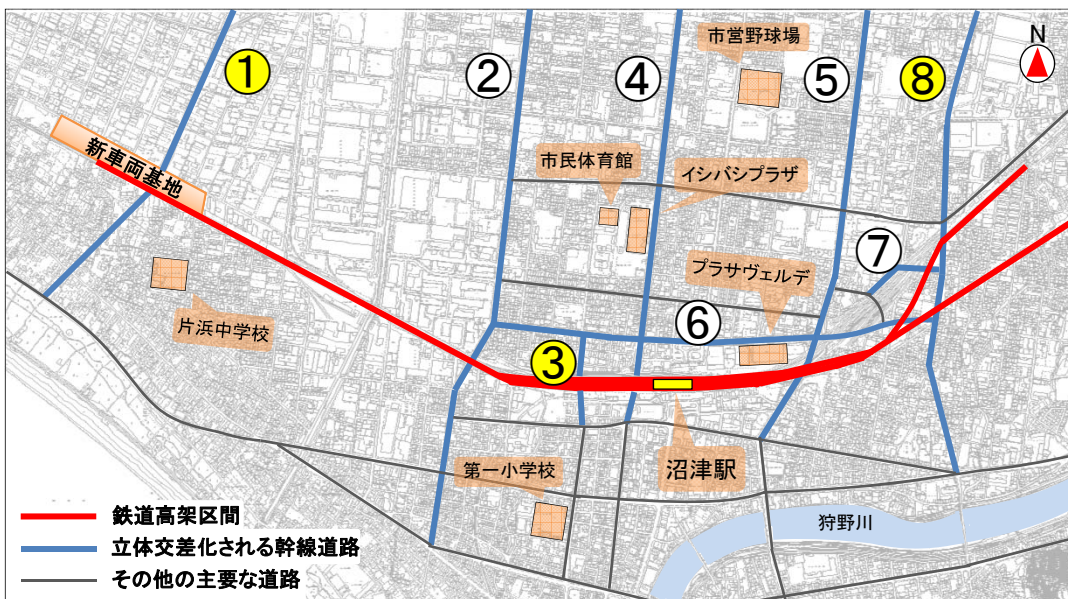 市営野球場
N
①
②
④
⑤
⑧
新車両基地
市民体育館
イシバシプラザ
⑦
プラサヴェルデ
片浜中学校
⑥
③
第一小学校
沼津駅
鉄道高架区間
立体交差化される幹線道路
その他の主要な道路
狩野川